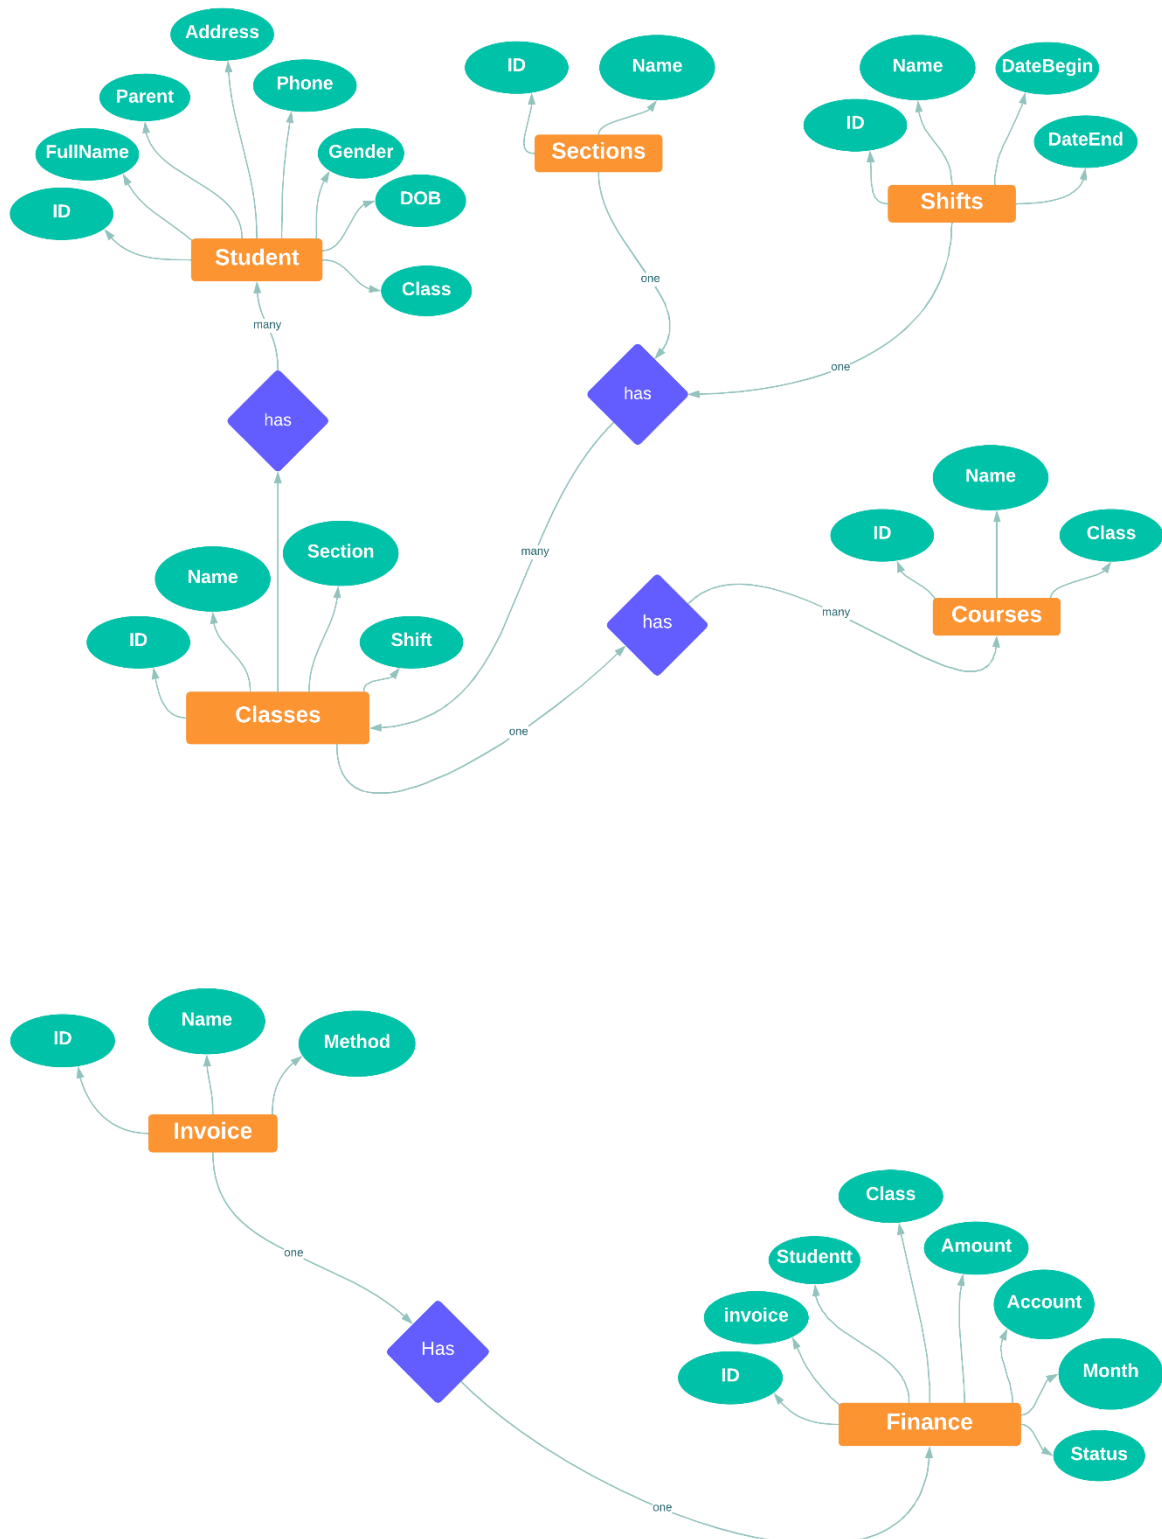 Address
Parent
Phone
FullName
Gender
ID
DOB
Student
Class
many
has
ID
Name
Sections
one
Name
DateBegin
ID
DateEnd
Shifts
one
has
many
Name
Section
ID
Shift
Classes
one
has
many
Name
ID
Class
Courses
ID
Name
Method
Invoice
one
Has
one
Class
Studentt
Amount
invoice
Account
ID
Month
Finance
Status